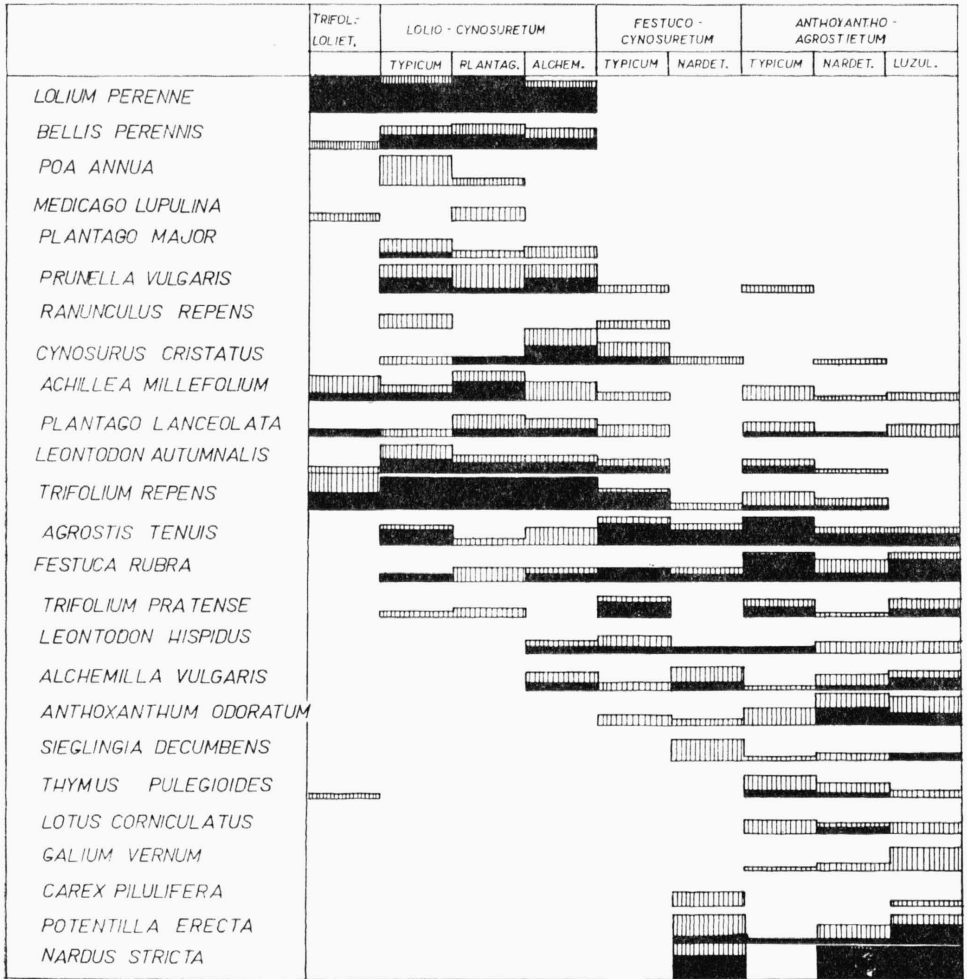 TRIFOL.-
LOLIET.
LOLIO - CYNOSURETUM
FESTUCO -
CYNOSURETUM
ANTHOXANTHO -
AGROSTIETUM
TYPICUM PLANTAG. ALCHEM. TYPICUM NARDET. TYPICUM NARDET. LUZUL.
LOLIUM PERENNE
BELLIS PERENNIS
POA ANNUA
MEDICAGO LUPULINA
PLANTAGO MAJOR
PRUNELLA VULGARIS
RANUNCULUS REPENS
CYNOSURUS CRISTATUS
ACHILLEA MILLEFOLIUM
PLANTAGO LANCEOLATA
LEONTODON AUTUMNALIS
TRIFOLIUM REPENS
AGROSTIS TENUIS
FESTUCA RUBRA
TRIFOLIUM PRATENSE
LEONTODON HISPIDUS
ALCHEMILLA VULGARIS
ANTHOXANTHUM ODORATUM
SIEGLINGIA DECUMBENS
THYMUS PULEGIOIDES
LOTUS CORNICULATUS
GALIUM VERNUM
CAREX PILULIFERA
POTENTILLA ERECTA
NARDUS STRICTA